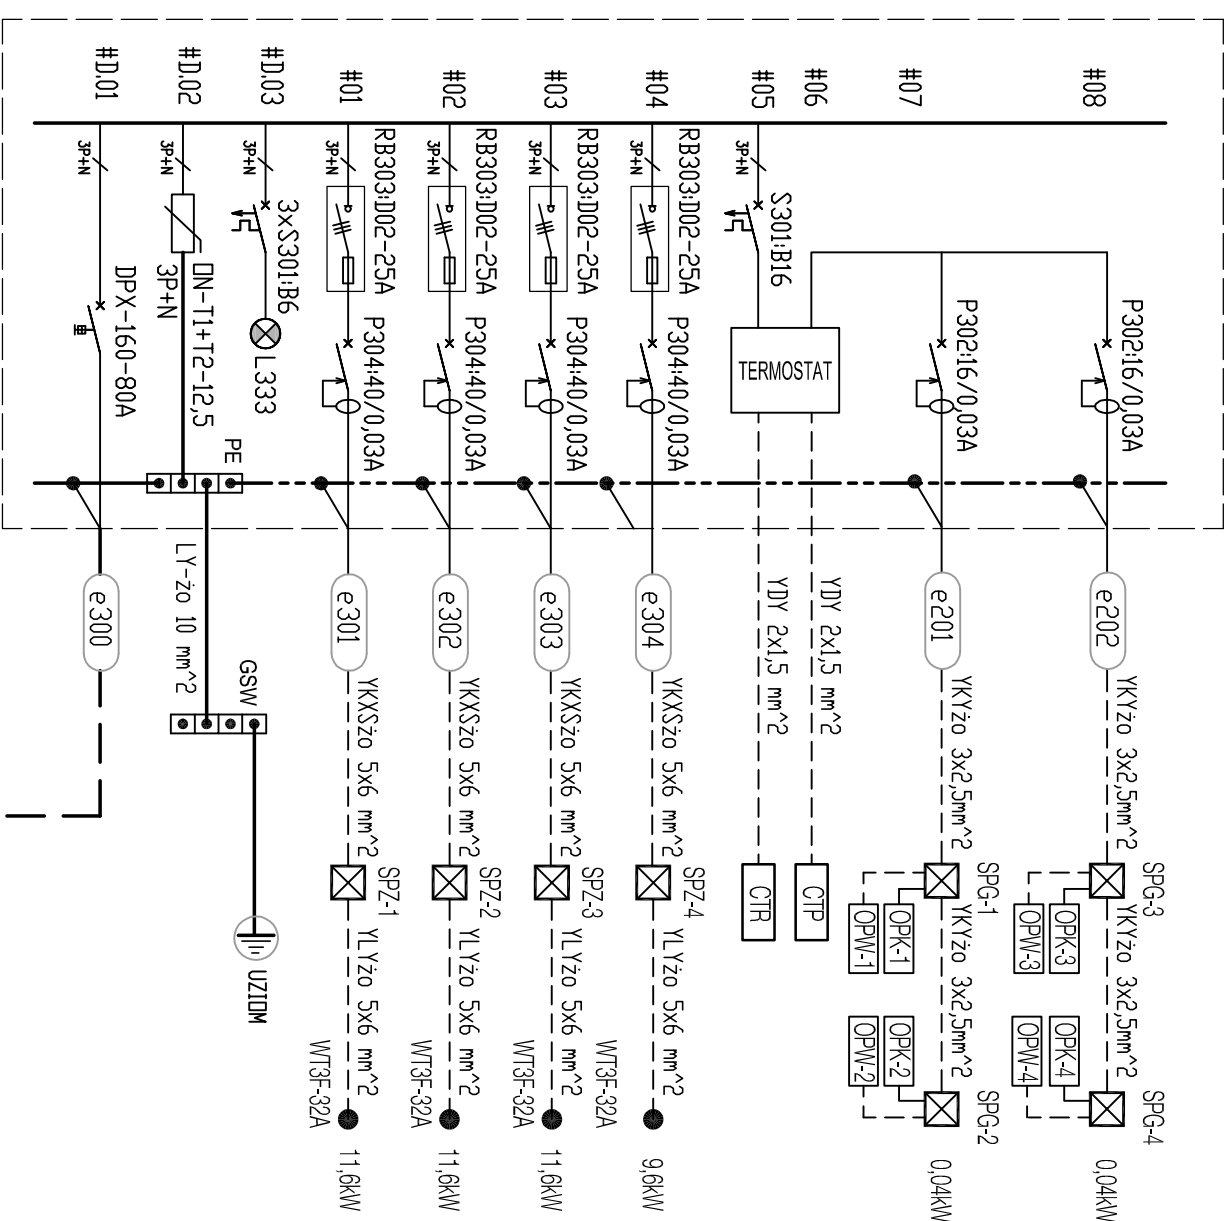 #D.01
#D.02
#D.03
#01
#02
#03
#04
#05
#06
#07
#08
3P+N
3P+N
3P+N
3P+N
3P+N
3P+N
3P+N
3P+N
RB303:D02-25A
RB303:D02-25A
RB303:D02-25A
RB303:D02-25A
S301:B16
3xS301:B6
L333
ON-T1+T2-12,5
3P+N
DPX-160-80A
P304:40/0,03A
P304:40/0,03A
P304:40/0,03A
P304:40/0,03A
TERMOSTAT
P302:16/0,03A
P302:16/0,03A
PE
e300
LY-żo 10 mm^2
e301
e302
e303
e304
YDY 2x1,5 mm^2
YDY 2x1,5 mm^2
e201
e202
GSW
UZIOM
YKXSżo 5x6 mm^2
YKXSżo 5x6 mm^2
YKXSżo 5x6 mm^2
YKXSżo 5x6 mm^2
YKYżo 3x2,5mm^2
YKYżo 3x2,5mm^2
SPZ-1
SPZ-2
SPZ-3
SPZ-4
CTR
CTP
SPG-1
SPG-3
OPW-1
OPK-1
OPW-3
OPK-3
YLYżo 5x6 mm^2
YLYżo 5x6 mm^2
YLYżo 5x6 mm^2
YLYżo 5x6 mm^2
YKYżo 3x2,5mm^2
YKYżo 3x2,5mm^2
OPW-2
OPK-2
OPW-4
OPK-4
WT3F-32A
WT3F-32A
WT3F-32A
WT3F-32A
SPG-2
SPG-4
11,6kW
11,6kW
11,6kW
9,6kW
0,04kW
0,04kW